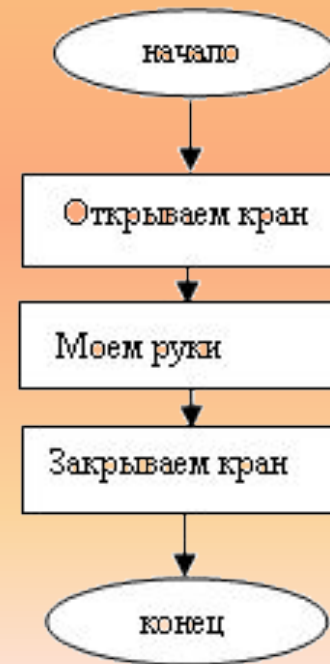 начало
Открываем кран
Моем руки
Закрываем кран
конец